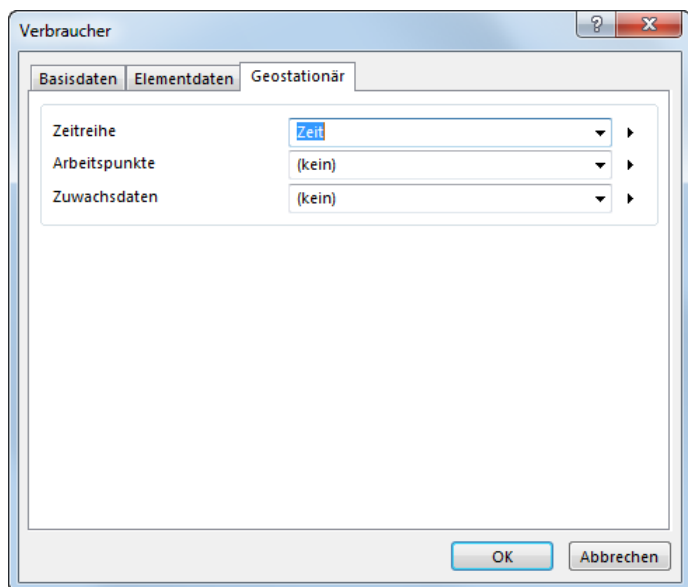 Verbraucher
Basisdaten Elementdaten Geostationär
Zeitreihe Zeit
Arbeitspunkte (kein)
Zuwachsdaten (kein)
OK Abbrechen